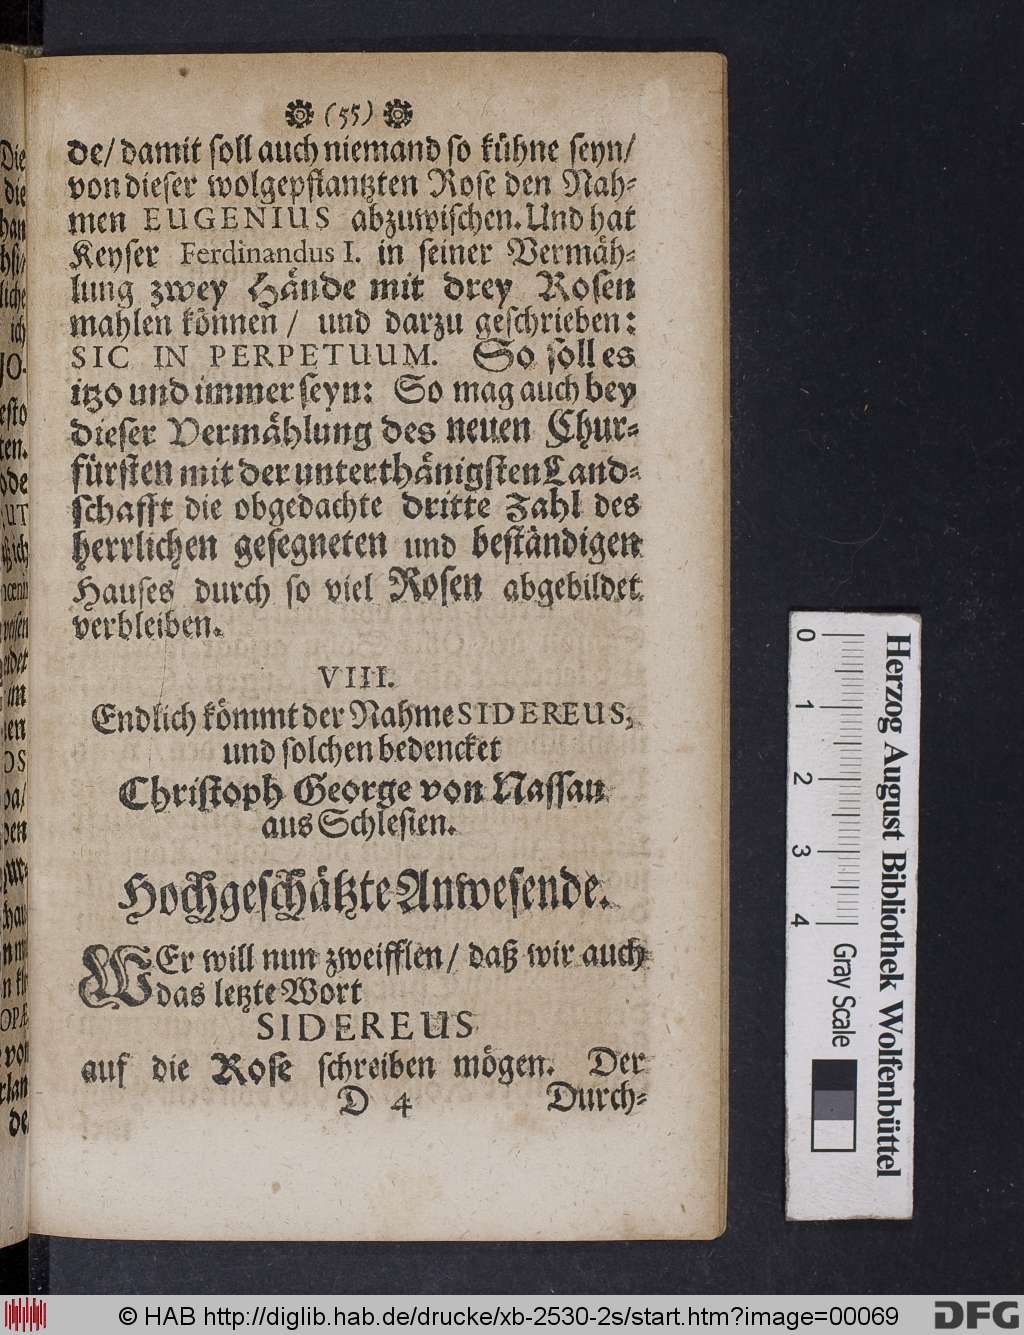 (55)
de/ damit soll auch niemand so kühne seyn/
von dieser wolgepflantzten Rose den Nah-
men EUGENIUS abzuwischen. Und hat
Keyser Ferdinandus I. in seiner Vermäh-
lung zwey Hände mit drey Rosen
mahlen können / und darzu geschrieben:
SIC IN PERPETUUM. So soll es
itzo und immer seyn: So mag auch bey
dieser Vermählung des neuen Chur-
fürsten mit der unterthänigsten Land-
schafft die obgedachte dritte Zahl des
herrlichen gesegneten und beständigen
Hauses durch so viel Rosen abgebildet
verbleiben.
VIII.
Endlich kömmt der Nahme SIDEREUS,
und solchen bedencket
Christoph George von Nassau
aus Schlesien.
Hochgeschätzte Anwesende.
WEr will nun zweifflen / daß wir auch
das letzte Wort
SIDEREUS
auf die Rose schreiben mögen. Der
D 4 Durch-
Die
die
ich
JO-
ten.
de
0 1 2 3 4
Gray Scale
Herzog August Bibliothek Wolfenbüttel
© HAB http://diglib.hab.de/drucke/xb-2530-2s/start.htm?image=00069
DFG